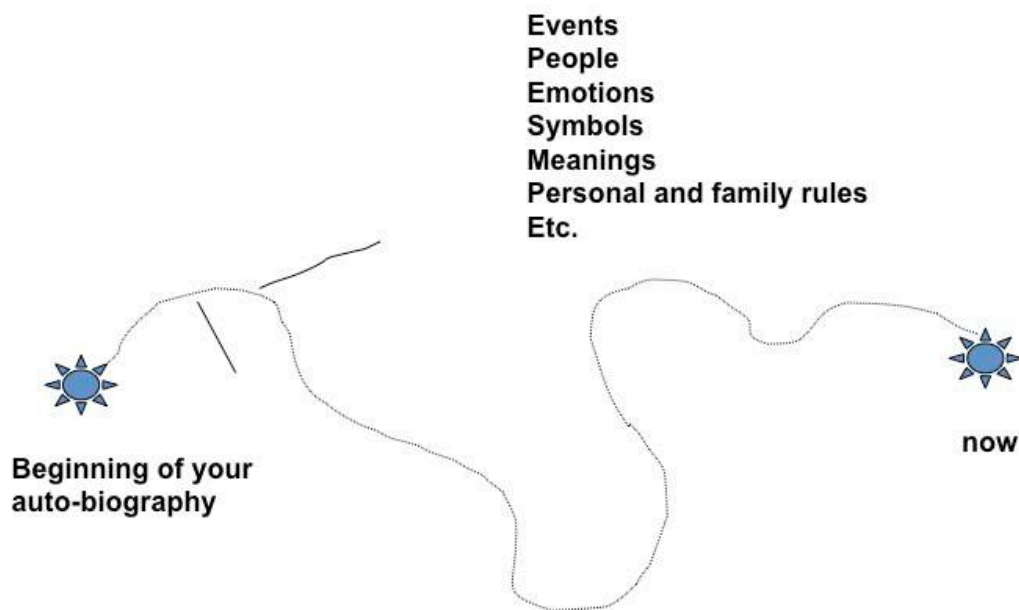 Events
People
Emotions
Symbols
Meanings
Personal and family rules
Etc.
Beginning of your
auto-biography
now